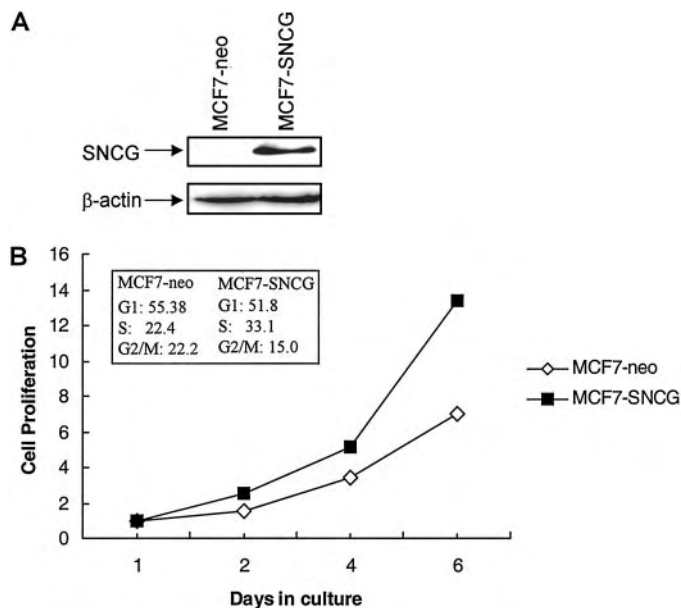 A
MCF7-neo
MCF7-SNCG
SNCG
β-actin
B
16
14
12
10
8
6
4
2
0
Cell Proliferation
MCF7-neo MCF7-SNCG
G1: 55.38 G1: 51.8
S: 22.4 S: 33.1
G2/M: 22.2 G2/M: 15.0
MCF7-neo
MCF7-SNCG
1 2 4 6
Days in culture